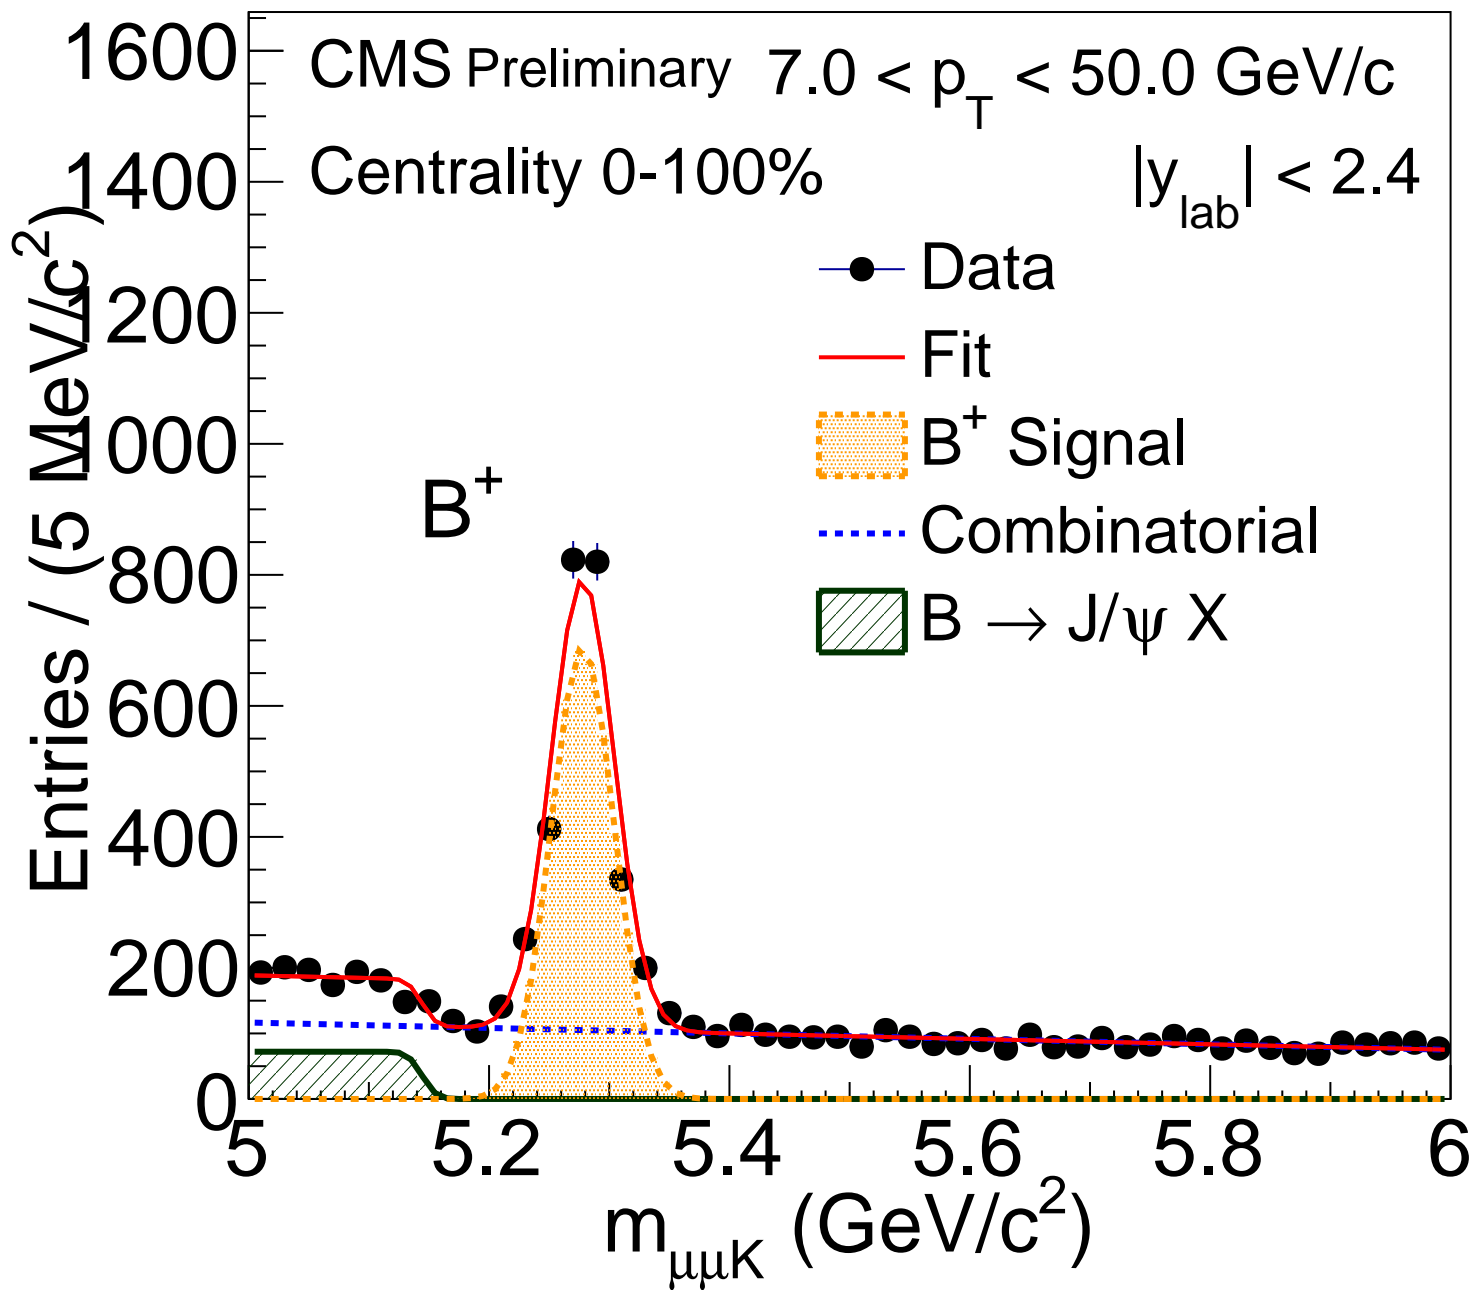 CMS Preliminary 7.0 < p_T < 50.0 GeV/c
Centrality 0-100% |y_lab| < 2.4
Data
Fit
B⁺ Signal
Combinatorial
B → J/ψ X
B⁺
Entries / (5 MeV/c²)
1600
1400
1200
1000
800
600
400
200
0
5 5.2 5.4 5.6 5.8 6
m_μμK (GeV/c²)